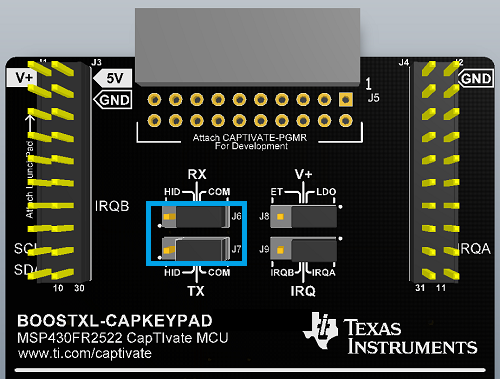 J1 J3 J4 J2
V+ 5V GND
GND
1
J5
Attach CAPTIVATE-PGMR
For Development
Attach LaunchPad
RX V+
HID COM ET LDO
IRQB J6 J8
IRQA
SCL J7 J9
SDA HID COM IRQB IRQA
TX IRQ
10 30 31 11
BOOSTXL-CAPKEYPAD
MSP430FR2522 CapTIvate MCU
www.ti.com/captivate
TEXAS
INSTRUMENTS